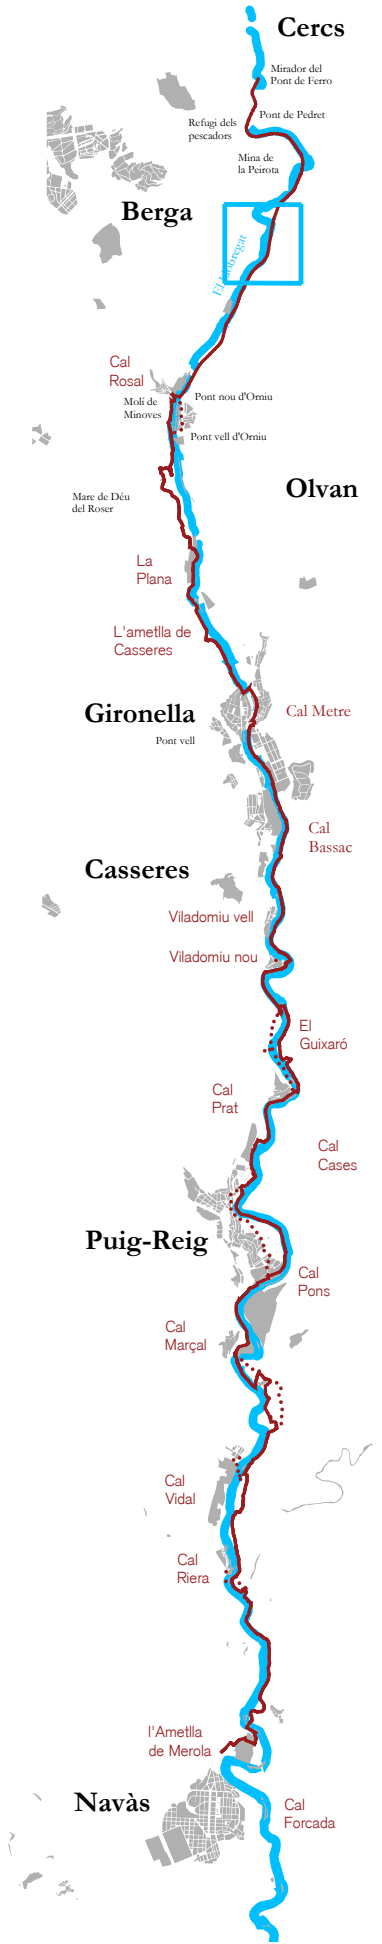 Cercs
Mirador del
Pont de Ferro
Pont de Pedret
Refugi dels
pescadors
Mina de
la Peirota
Berga
El Llobregat
Cal
Rosal
Pont nou d'Orniu
Molí de
Minoves
Pont vell d'Orniu
Olvan
Mare de Déu
del Roser
La
Plana
L'ametlla de
Casseres
Gironella
Cal Metre
Pont vell
Cal
Bassac
Casseres
Viladomiu vell
Viladomiu nou
El
Guixaró
Cal
Prat
Cal
Cases
Puig-Reig
Cal
Pons
Cal
Marçal
Cal
Vidal
Cal
Riera
l'Ametlla
de Merola
Navàs
Cal
Forcada